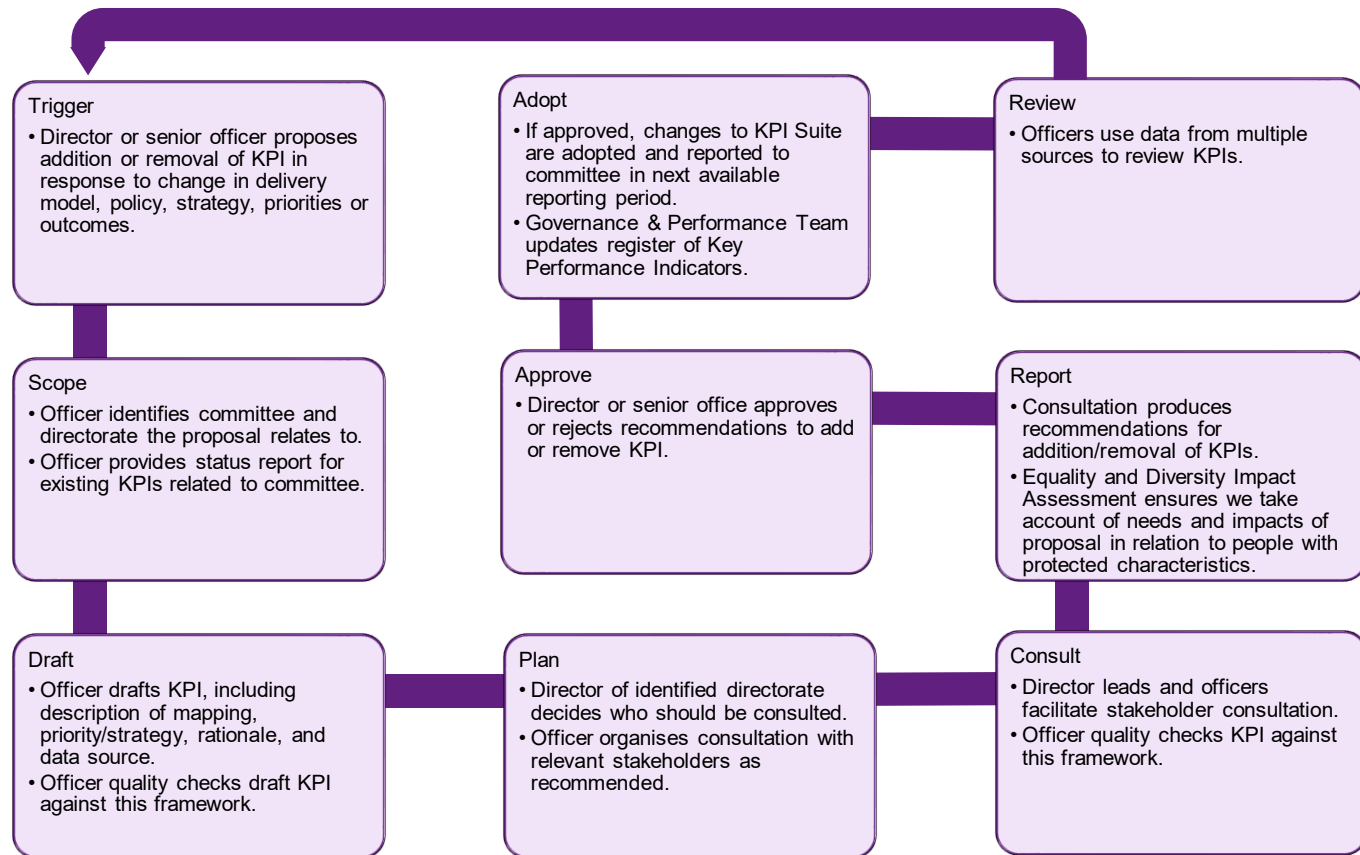 Trigger
• Director or senior officer proposes
addition or removal of KPI in
response to change in delivery
model, policy, strategy, priorities or
outcomes.
Scope
• Officer identifies committee and
directorate the proposal relates to.
• Officer provides status report for
existing KPIs related to committee.
Draft
• Officer drafts KPI, including
description of mapping,
priority/strategy, rationale, and
data source.
• Officer quality checks draft KPI
against this framework.
Plan
• Director of identified directorate
decides who should be consulted.
• Officer organises consultation with
relevant stakeholders as
recommended.
Consult
• Director leads and officers
facilitate stakeholder consultation.
• Officer quality checks KPI against
this framework.
Report
• Consultation produces
recommendations for
addition/removal of KPIs.
• Equality and Diversity Impact
Assessment ensures we take
account of needs and impacts of
proposal in relation to people with
protected characteristics.
Approve
• Director or senior office approves
or rejects recommendations to add
or remove KPI.
Adopt
• If approved, changes to KPI Suite
are adopted and reported to
committee in next available
reporting period.
• Governance & Performance Team
updates register of Key
Performance Indicators.
Review
• Officers use data from multiple
sources to review KPIs.